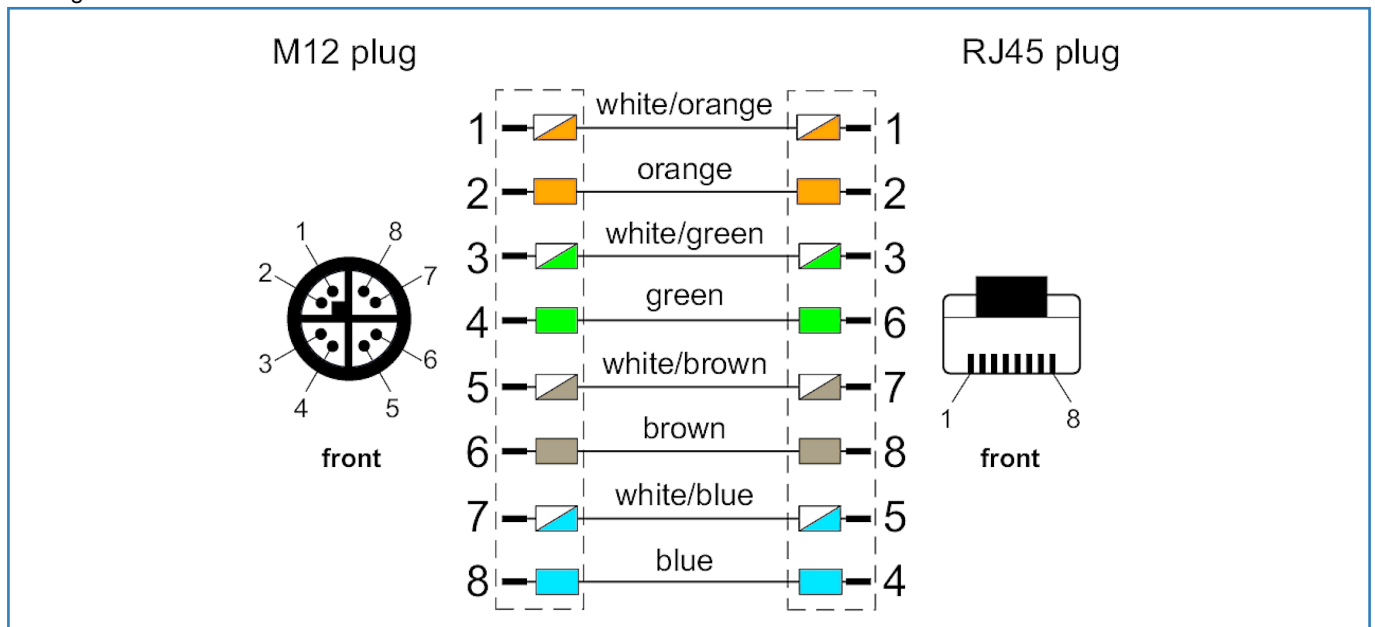 M12 plug
RJ45 plug
1 white/orange 1
2 orange 2
3 white/green 3
4 green 6
5 white/brown 7
6 brown 8
7 white/blue 5
8 blue 4
1 8
2 7
3 6
4 5
front
1 8
front